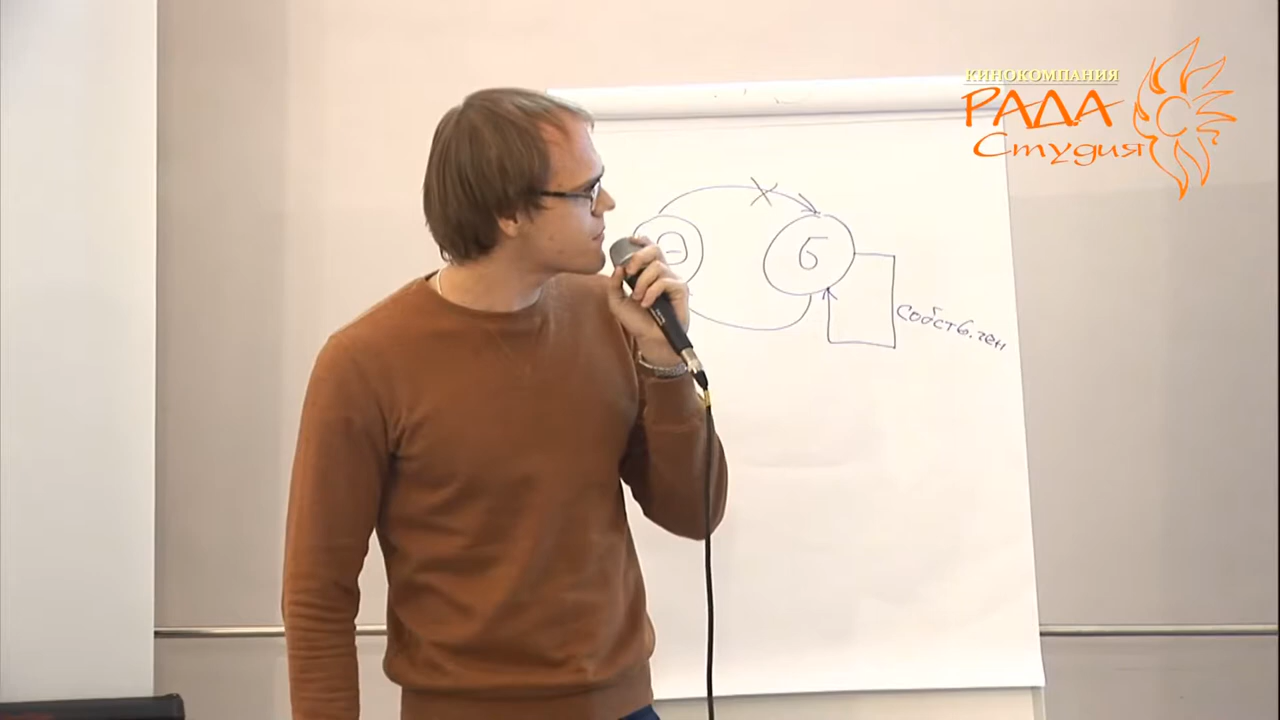 КИНОКОМПАНИЯ
РАДА
Студия
Б
собств.ген